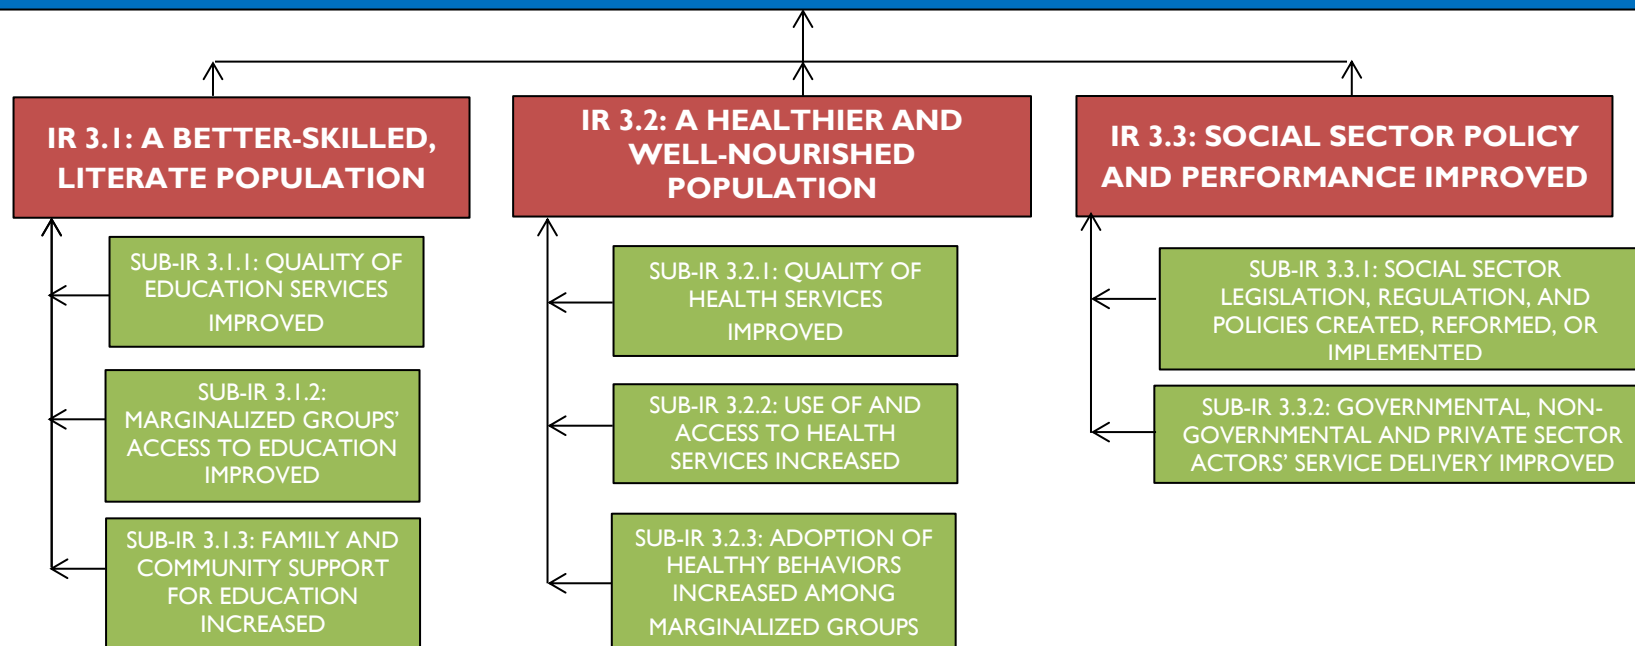 IR 3.1: A BETTER-SKILLED,
LITERATE POPULATION
SUB-IR 3.1.1: QUALITY OF
EDUCATION SERVICES
IMPROVED
SUB-IR 3.1.2:
MARGINALIZED GROUPS’
ACCESS TO EDUCATION
IMPROVED
SUB-IR 3.1.3: FAMILY AND
COMMUNITY SUPPORT
FOR EDUCATION
INCREASED
IR 3.2: A HEALTHIER AND
WELL-NOURISHED
POPULATION
SUB-IR 3.2.1: QUALITY OF
HEALTH SERVICES
IMPROVED
SUB-IR 3.2.2: USE OF AND
ACCESS TO HEALTH
SERVICES INCREASED
SUB-IR 3.2.3: ADOPTION OF
HEALTHY BEHAVIORS
INCREASED AMONG
MARGINALIZED GROUPS
IR 3.3: SOCIAL SECTOR POLICY
AND PERFORMANCE IMPROVED
SUB-IR 3.3.1: SOCIAL SECTOR
LEGISLATION, REGULATION, AND
POLICIES CREATED, REFORMED, OR
IMPLEMENTED
SUB-IR 3.3.2: GOVERNMENTAL, NON-
GOVERNMENTAL AND PRIVATE SECTOR
ACTORS’ SERVICE DELIVERY IMPROVED